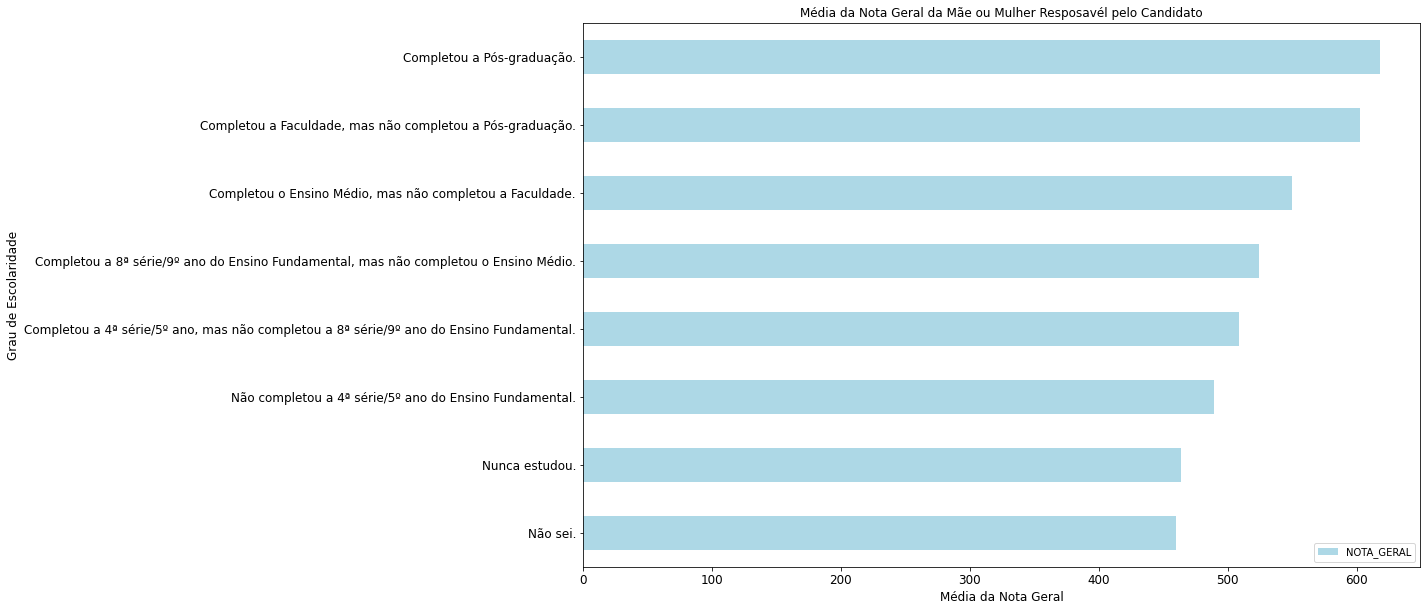 Média da Nota Geral da Mãe ou Mulher Resposavél pelo Candidato
Grau de Escolaridade
Completou a Pós-graduação.
Completou a Faculdade, mas não completou a Pós-graduação.
Completou o Ensino Médio, mas não completou a Faculdade.
Completou a 8ª série/9º ano do Ensino Fundamental, mas não completou o Ensino Médio.
Completou a 4ª série/5º ano, mas não completou a 8ª série/9º ano do Ensino Fundamental.
Não completou a 4ª série/5º ano do Ensino Fundamental.
Nunca estudou.
Não sei.
NOTA_GERAL
0 100 200 300 400 500 600
Média da Nota Geral